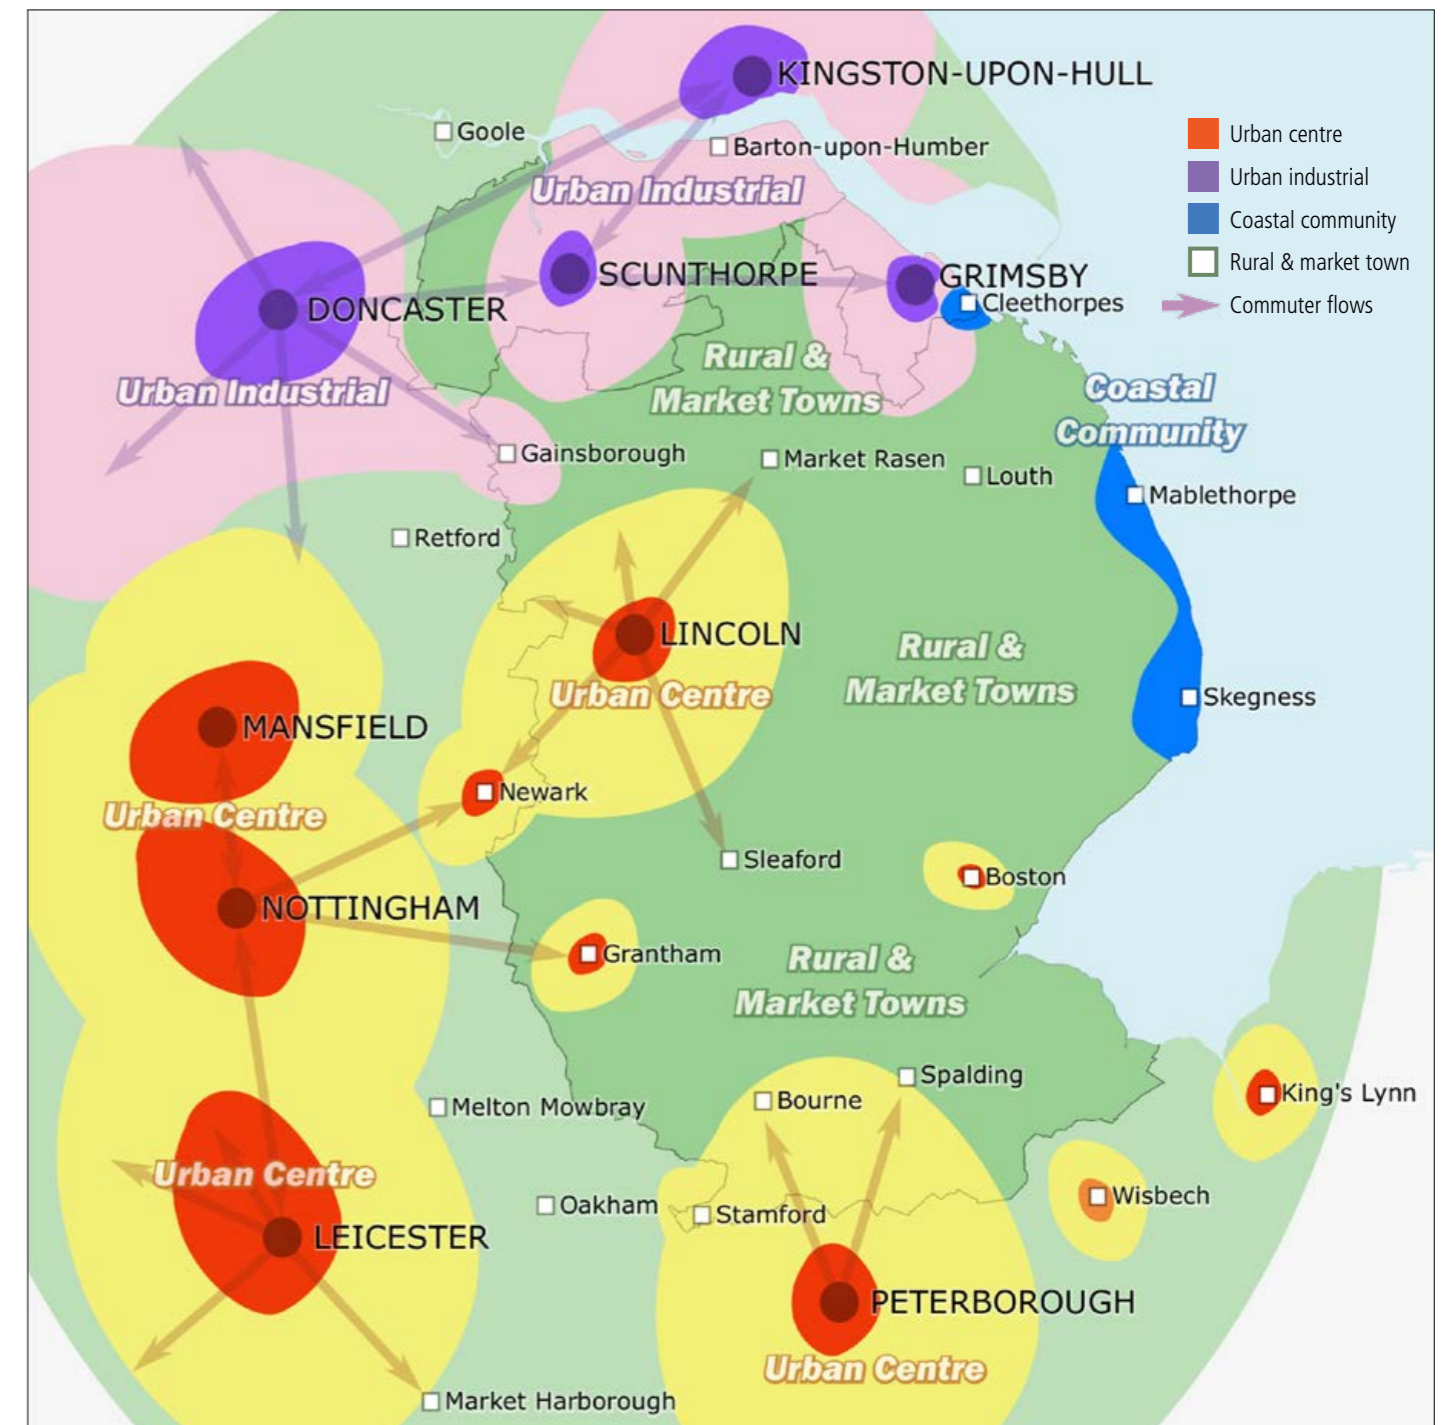 KINGSTON-UPON-HULL
Goole
Barton-upon-Humber
Urban centre
Urban industrial
Coastal community
Rural & market town
Commuter flows
Urban Industrial
SCUNTHORPE
GRIMSBY
Cleethorpes
DONCASTER
Urban Industrial
Rural &
Market Towns
Coastal
Community
Gainsborough
Market Rasen
Louth
Mablethorpe
Retford
LINCOLN
Urban Centre
Rural &
Market Towns
Skegness
MANSFIELD
Urban Centre
Newark
Sleaford
Boston
NOTTINGHAM
Grantham
Rural &
Market Towns
Spalding
Bourne
Melton Mowbray
King's Lynn
Urban Centre
Wisbech
Oakham
Stamford
LEICESTER
PETERBOROUGH
Urban Centre
Market Harborough